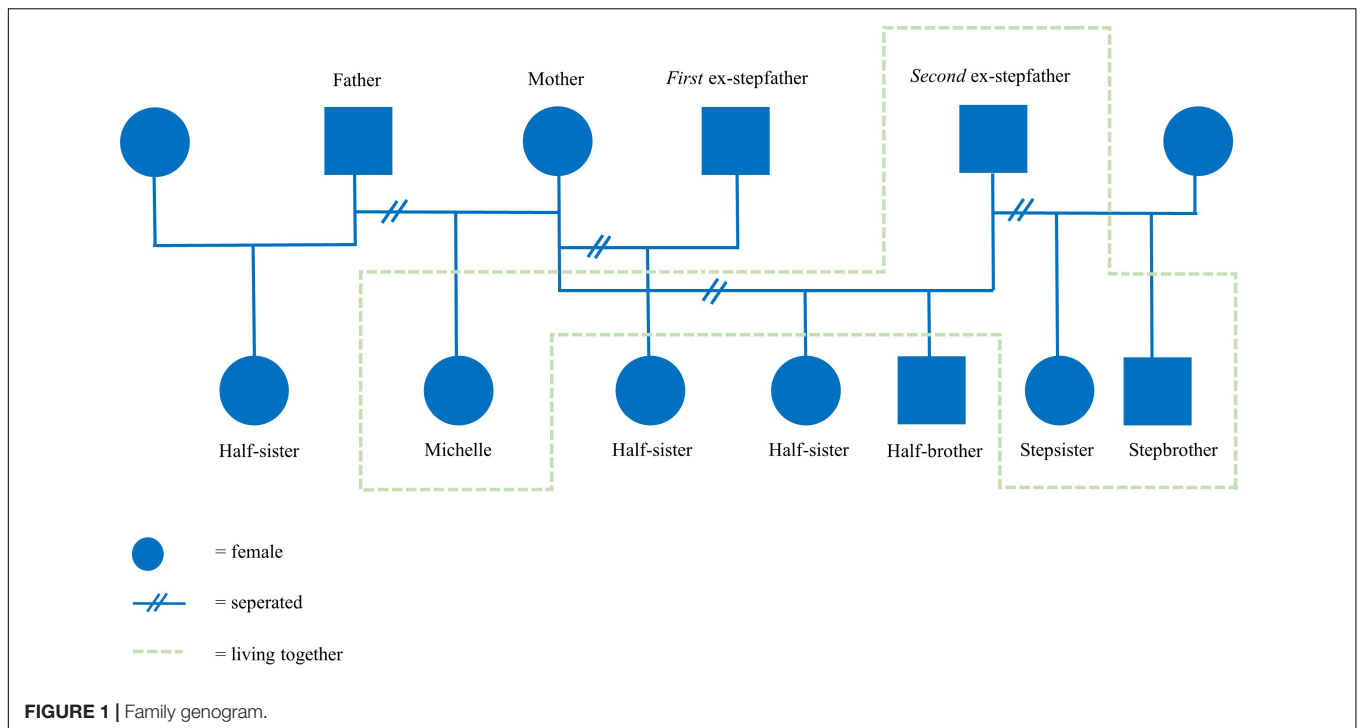 Father
Mother
First ex-stepfather
Second ex-stepfather
Half-sister
Michelle
Half-sister
Half-sister
Half-brother
Stepsister
Stepbrother
= female
= seperated
= living together
FIGURE 1 | Family genogram.